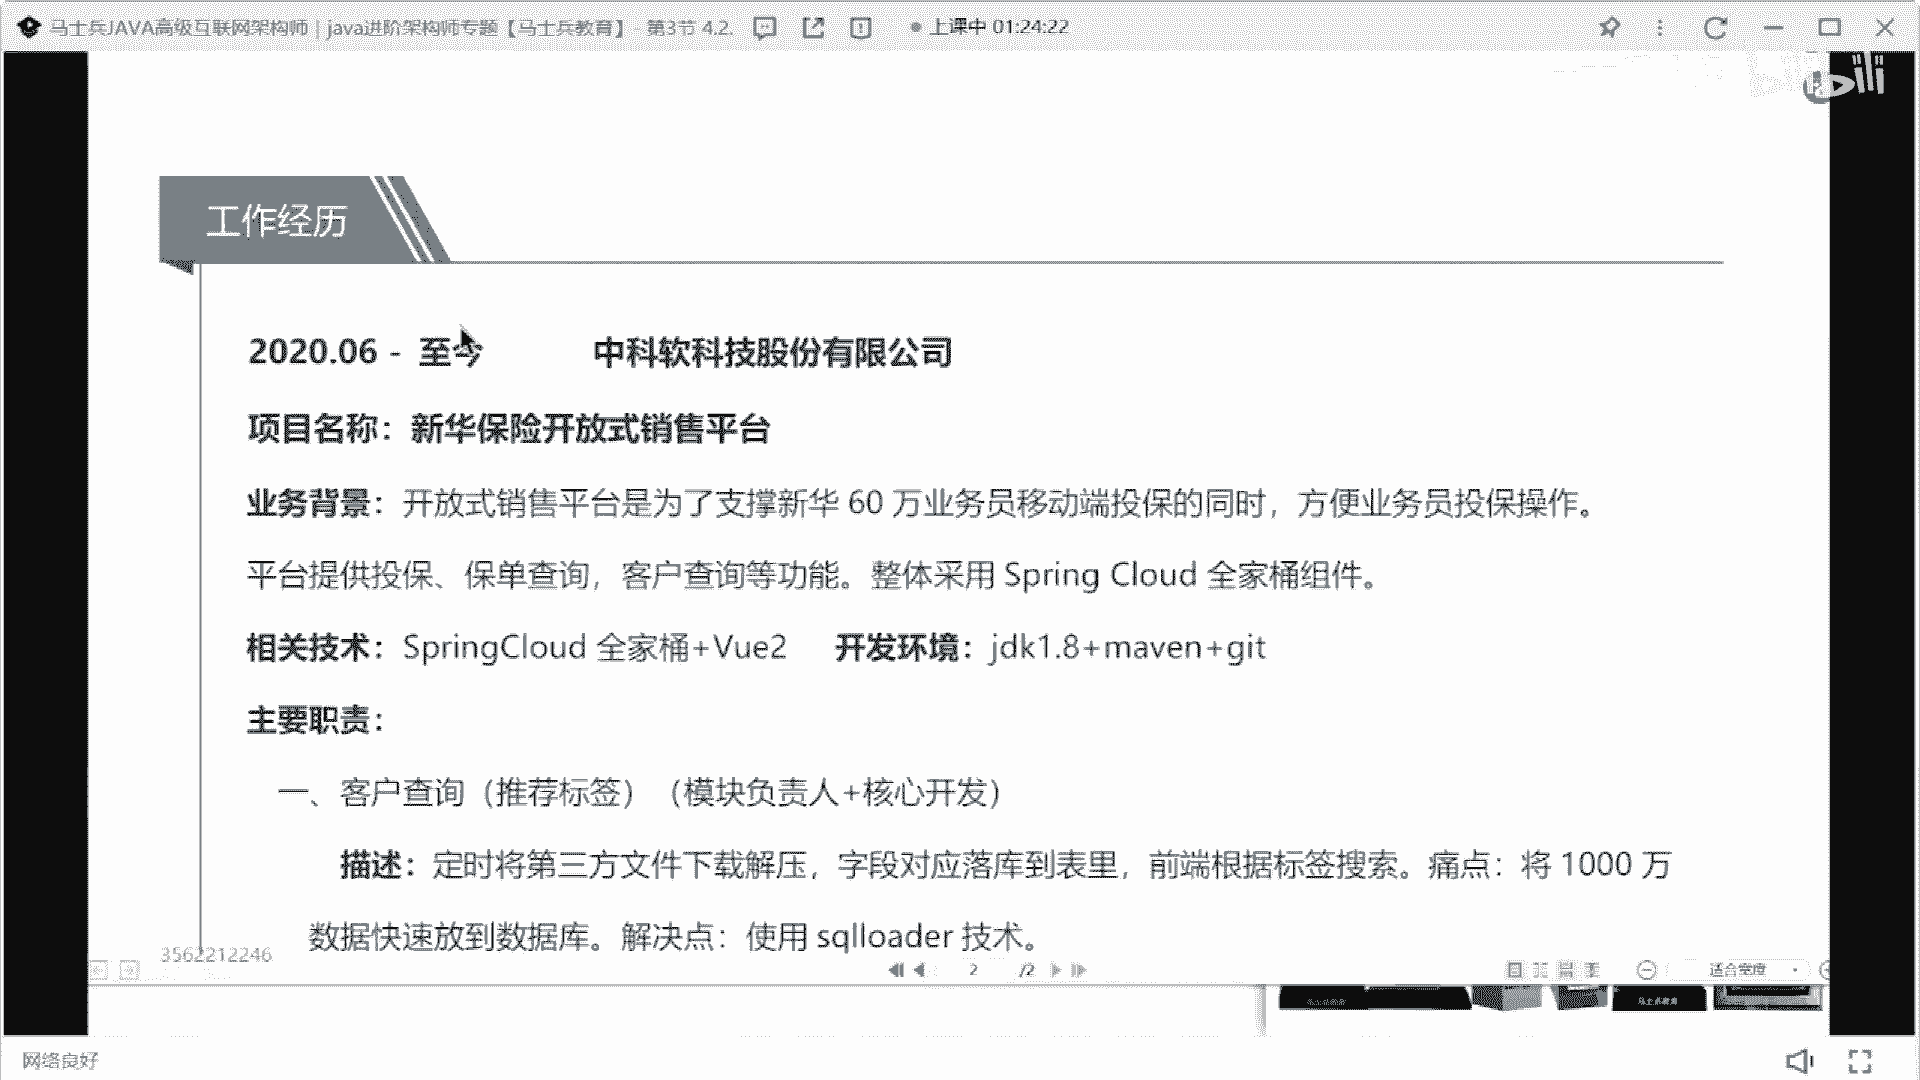 马士兵JAVA高级互联网架构师｜java进阶架构师专题【马士兵教育】- 第3节 4.2. 上课中 01:24:22
bili
工作经历
2020.06 - 至今 中科软科技股份有限公司
项目名称：新华保险开放式销售平台
业务背景：开放式销售平台是为了支撑新华 60 万业务员移动端投保的同时，方便业务员投保操作。
平台提供投保、保单查询，客户查询等功能。整体采用 Spring Cloud 全家桶组件。
相关技术：SpringCloud 全家桶+Vue2 开发环境：jdk1.8+maven+git
主要职责：
一、客户查询（推荐标签）（模块负责人+核心开发）
描述：定时将第三方文件下载解压，字段对应落库到表里，前端根据标签搜索。痛点：将 1000 万
数据快速放到数据库。解决点：使用 sqlloader 技术。
3562212246
2 /2 适合宽度
网络良好